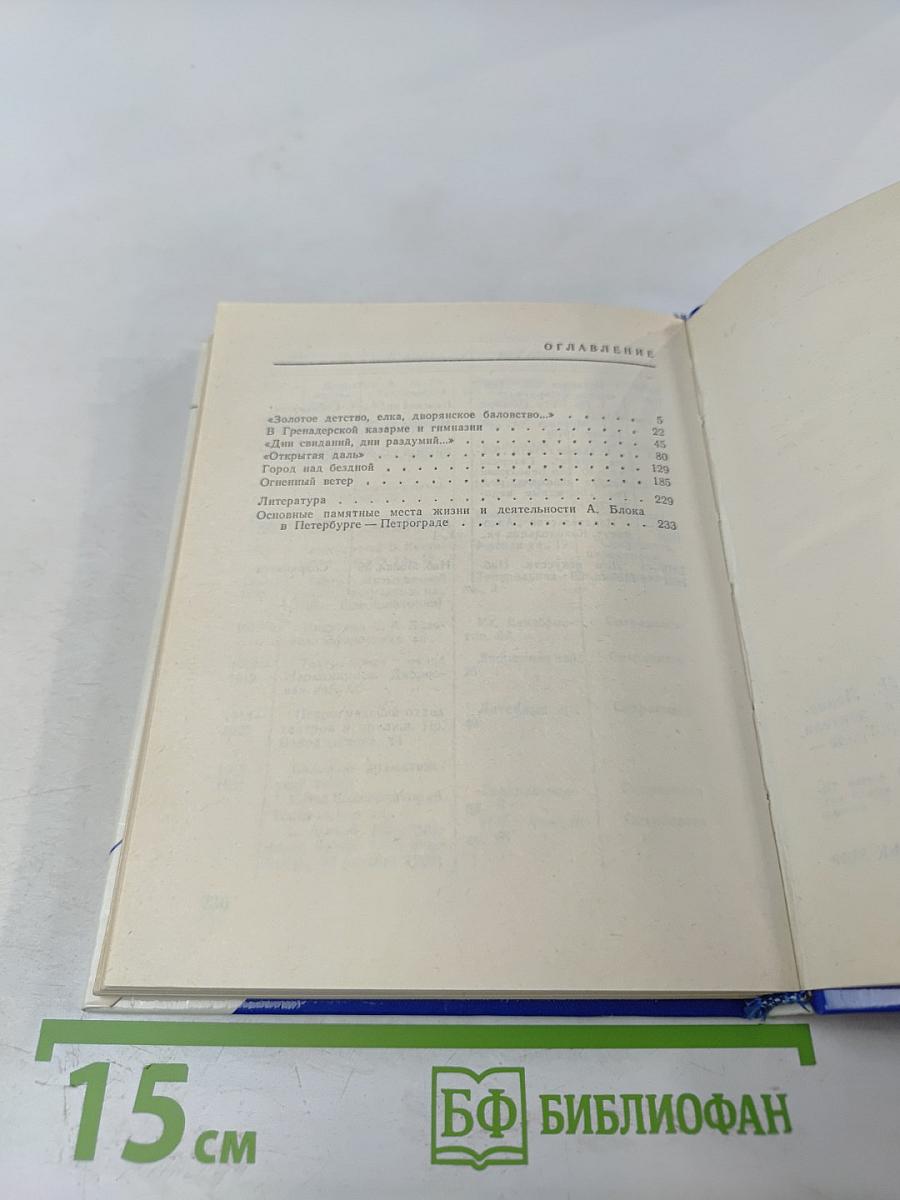 ОГЛАВЛЕНИЕ
«Золотое детство, елка, дворянское баловство...» . . . . . . 5
В Гренадерской казарме и гимназии . . . . . . . . . . 22
«Дни свиданий, дни раздумий...» . . . . . . . . . . . . . 45
«Открытая даль» . . . . . . . . . . . . . . . . . . 80
Город над бездной . . . . . . . . . . . . . . . . . 129
Огненный ветер . . . . . . . . . . . . . . . . . . . 185
Литература . . . . . . . . . . . . . . . . . . . . 229
Основные памятные места жизни и деятельности А. Блока
в Петербурге — Петрограде . . . . . . . . . . . . . 233
15 см
БФ БИБЛИОФАН